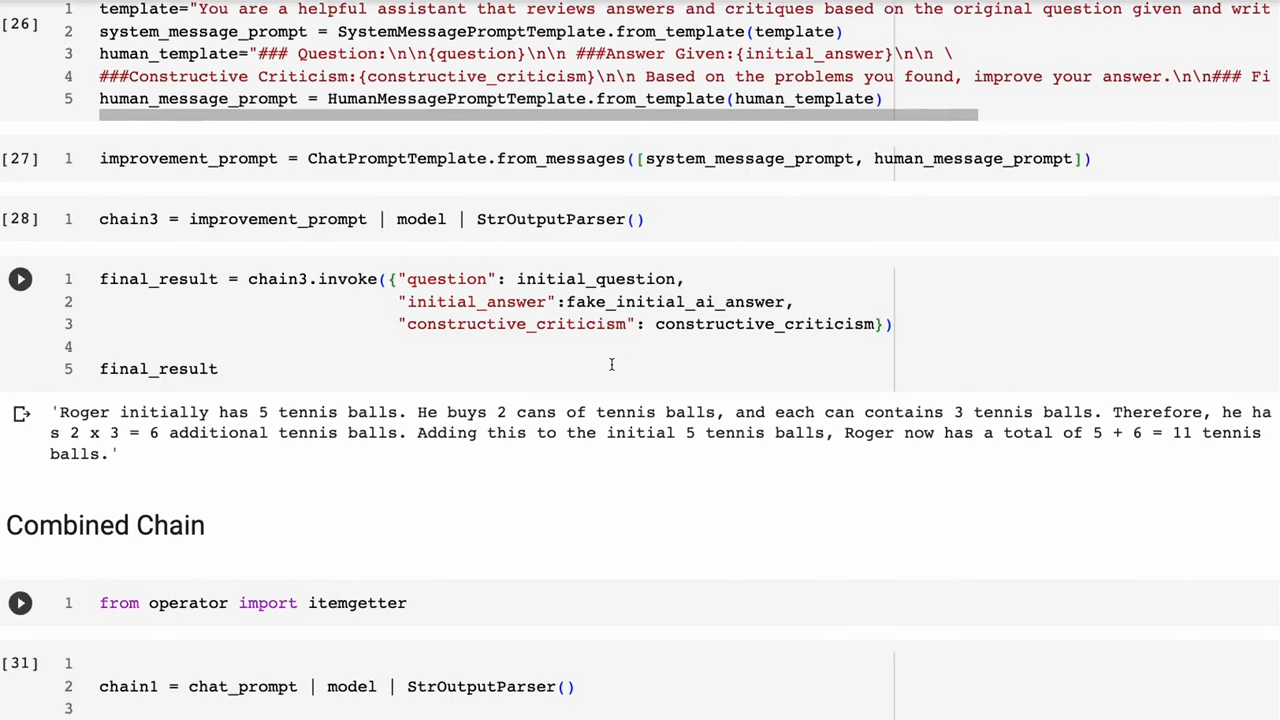 [26] 1 template="You are a helpful assistant that reviews answers and critiques based on the original question given and writ
2 system_message_prompt = SystemMessagePromptTemplate.from_template(template)
3 human_template="### Question:\n\n{question}\n\n ###Answer Given:{initial_answer}\n\n \
4 ###Constructive Criticism:{constructive_criticism}\n\n Based on the problems you found, improve your answer.\n\n### Fi
5 human_message_prompt = HumanMessagePromptTemplate.from_template(human_template)
[27] 1 improvement_prompt = ChatPromptTemplate.from_messages([system_message_prompt, human_message_prompt])
[28] 1 chain3 = improvement_prompt | model | StrOutputParser()
1 final_result = chain3.invoke({"question": initial_question,
2 "initial_answer":fake_initial_ai_answer,
3 "constructive_criticism": constructive_criticism})
4
5 final_result
'Roger initially has 5 tennis balls. He buys 2 cans of tennis balls, and each can contains 3 tennis balls. Therefore, he ha
s 2 x 3 = 6 additional tennis balls. Adding this to the initial 5 tennis balls, Roger now has a total of 5 + 6 = 11 tennis
balls.'
Combined Chain
1 from operator import itemgetter
[31] 1
2 chain1 = chat_prompt | model | StrOutputParser()
3